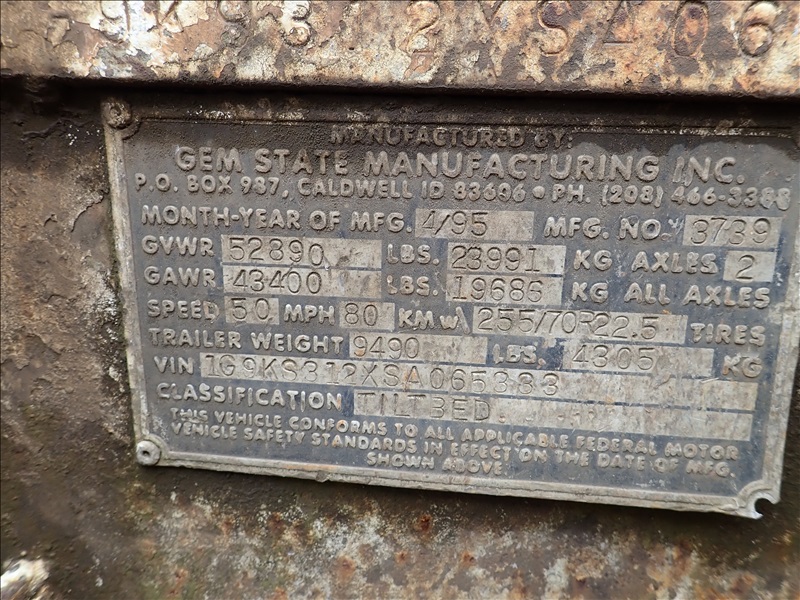 9KS312XSA06
MANUFACTURED BY:
GEM STATE MANUFACTURING INC.
P.O. BOX 987, CALDWELL ID 83606 • PH. (208) 466-3388
MONTH-YEAR OF MFG. 4/95 MFG. NO. 3739
GVWR 52890 LBS. 23991 KG AXLES 2
GAWR 43400 LBS. 19686 KG ALL AXLES
SPEED 50 MPH 80 KM w/ 255/70R22.5 TIRES
TRAILER WEIGHT 9490 LBS. 4305 KG
VIN 1G9KS312XSA065333
CLASSIFICATION TILTBED
THIS VEHICLE CONFORMS TO ALL APPLICABLE FEDERAL MOTOR
VEHICLE SAFETY STANDARDS IN EFFECT ON THE DATE OF MFG.
SHOWN ABOVE.